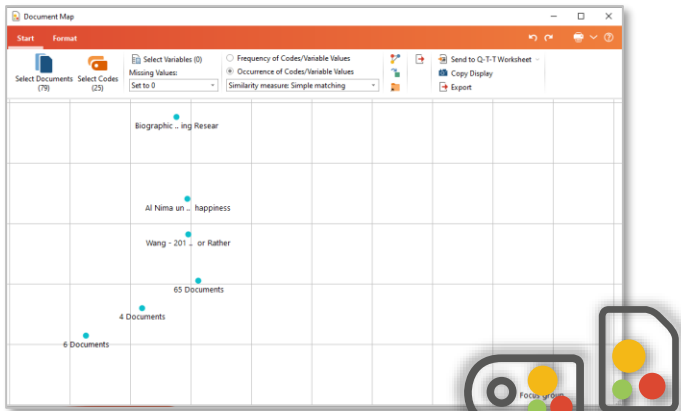 Document Map
Start Format
Select Documents (79)
Select Codes (25)
Select Variables (0)
Missing Values:
Set to 0
Frequency of Codes/Variable Values
Occurrence of Codes/Variable Values
Similarity measure: Simple matching
Send to Q-T-T Worksheet
Copy Display
Export
Biographic .. ing Resear
Al Nima un .. happiness
Wang - 201 .. or Rather
65 Documents
4 Documents
6 Documents
Focus group